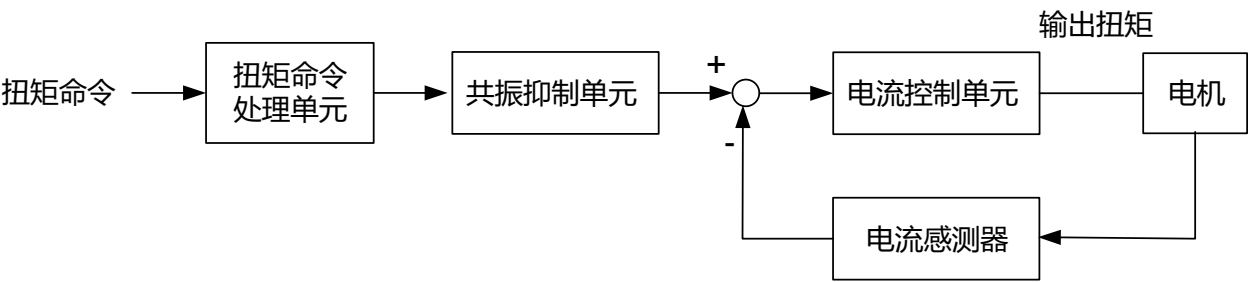 输出扭矩
扭矩命令
扭矩命令
处理单元
共振抑制单元
+
电流控制单元
电机
-
电流感测器